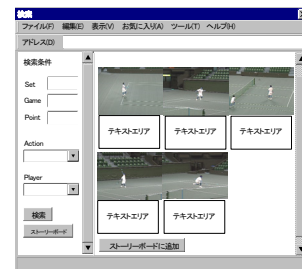 検索
ファイル(F) 編集(E) 表示(V) お気に入り(A) ツール(T) ヘルプ(H)
アドレス(D)
検索条件
Set
Game
Point
Action
Player
検索
ストーリーボード
テキストエリア テキストエリア テキストエリア
テキストエリア テキストエリア
ストーリーボードに追加